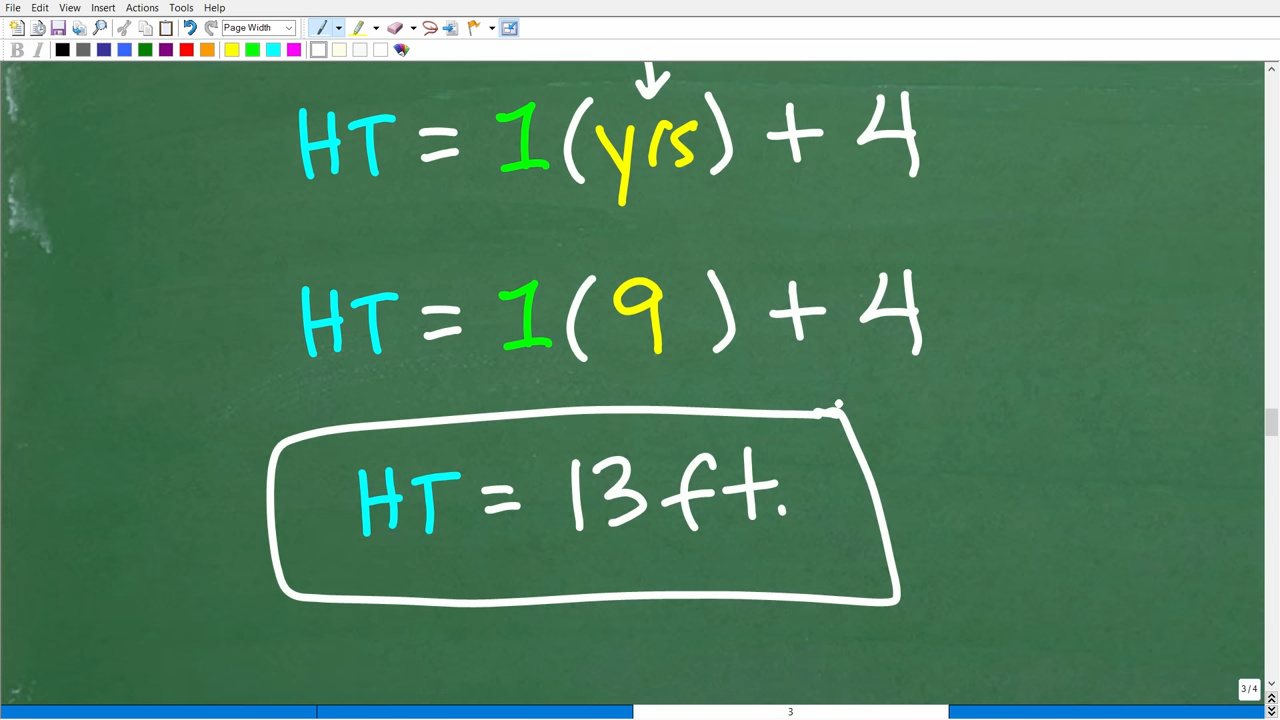 File Edit View Insert Actions Tools Help
Page Width
B I
HT = 1(yrs) + 4
HT = 1(9) + 4
HT = 13 ft.
3 / 4
3